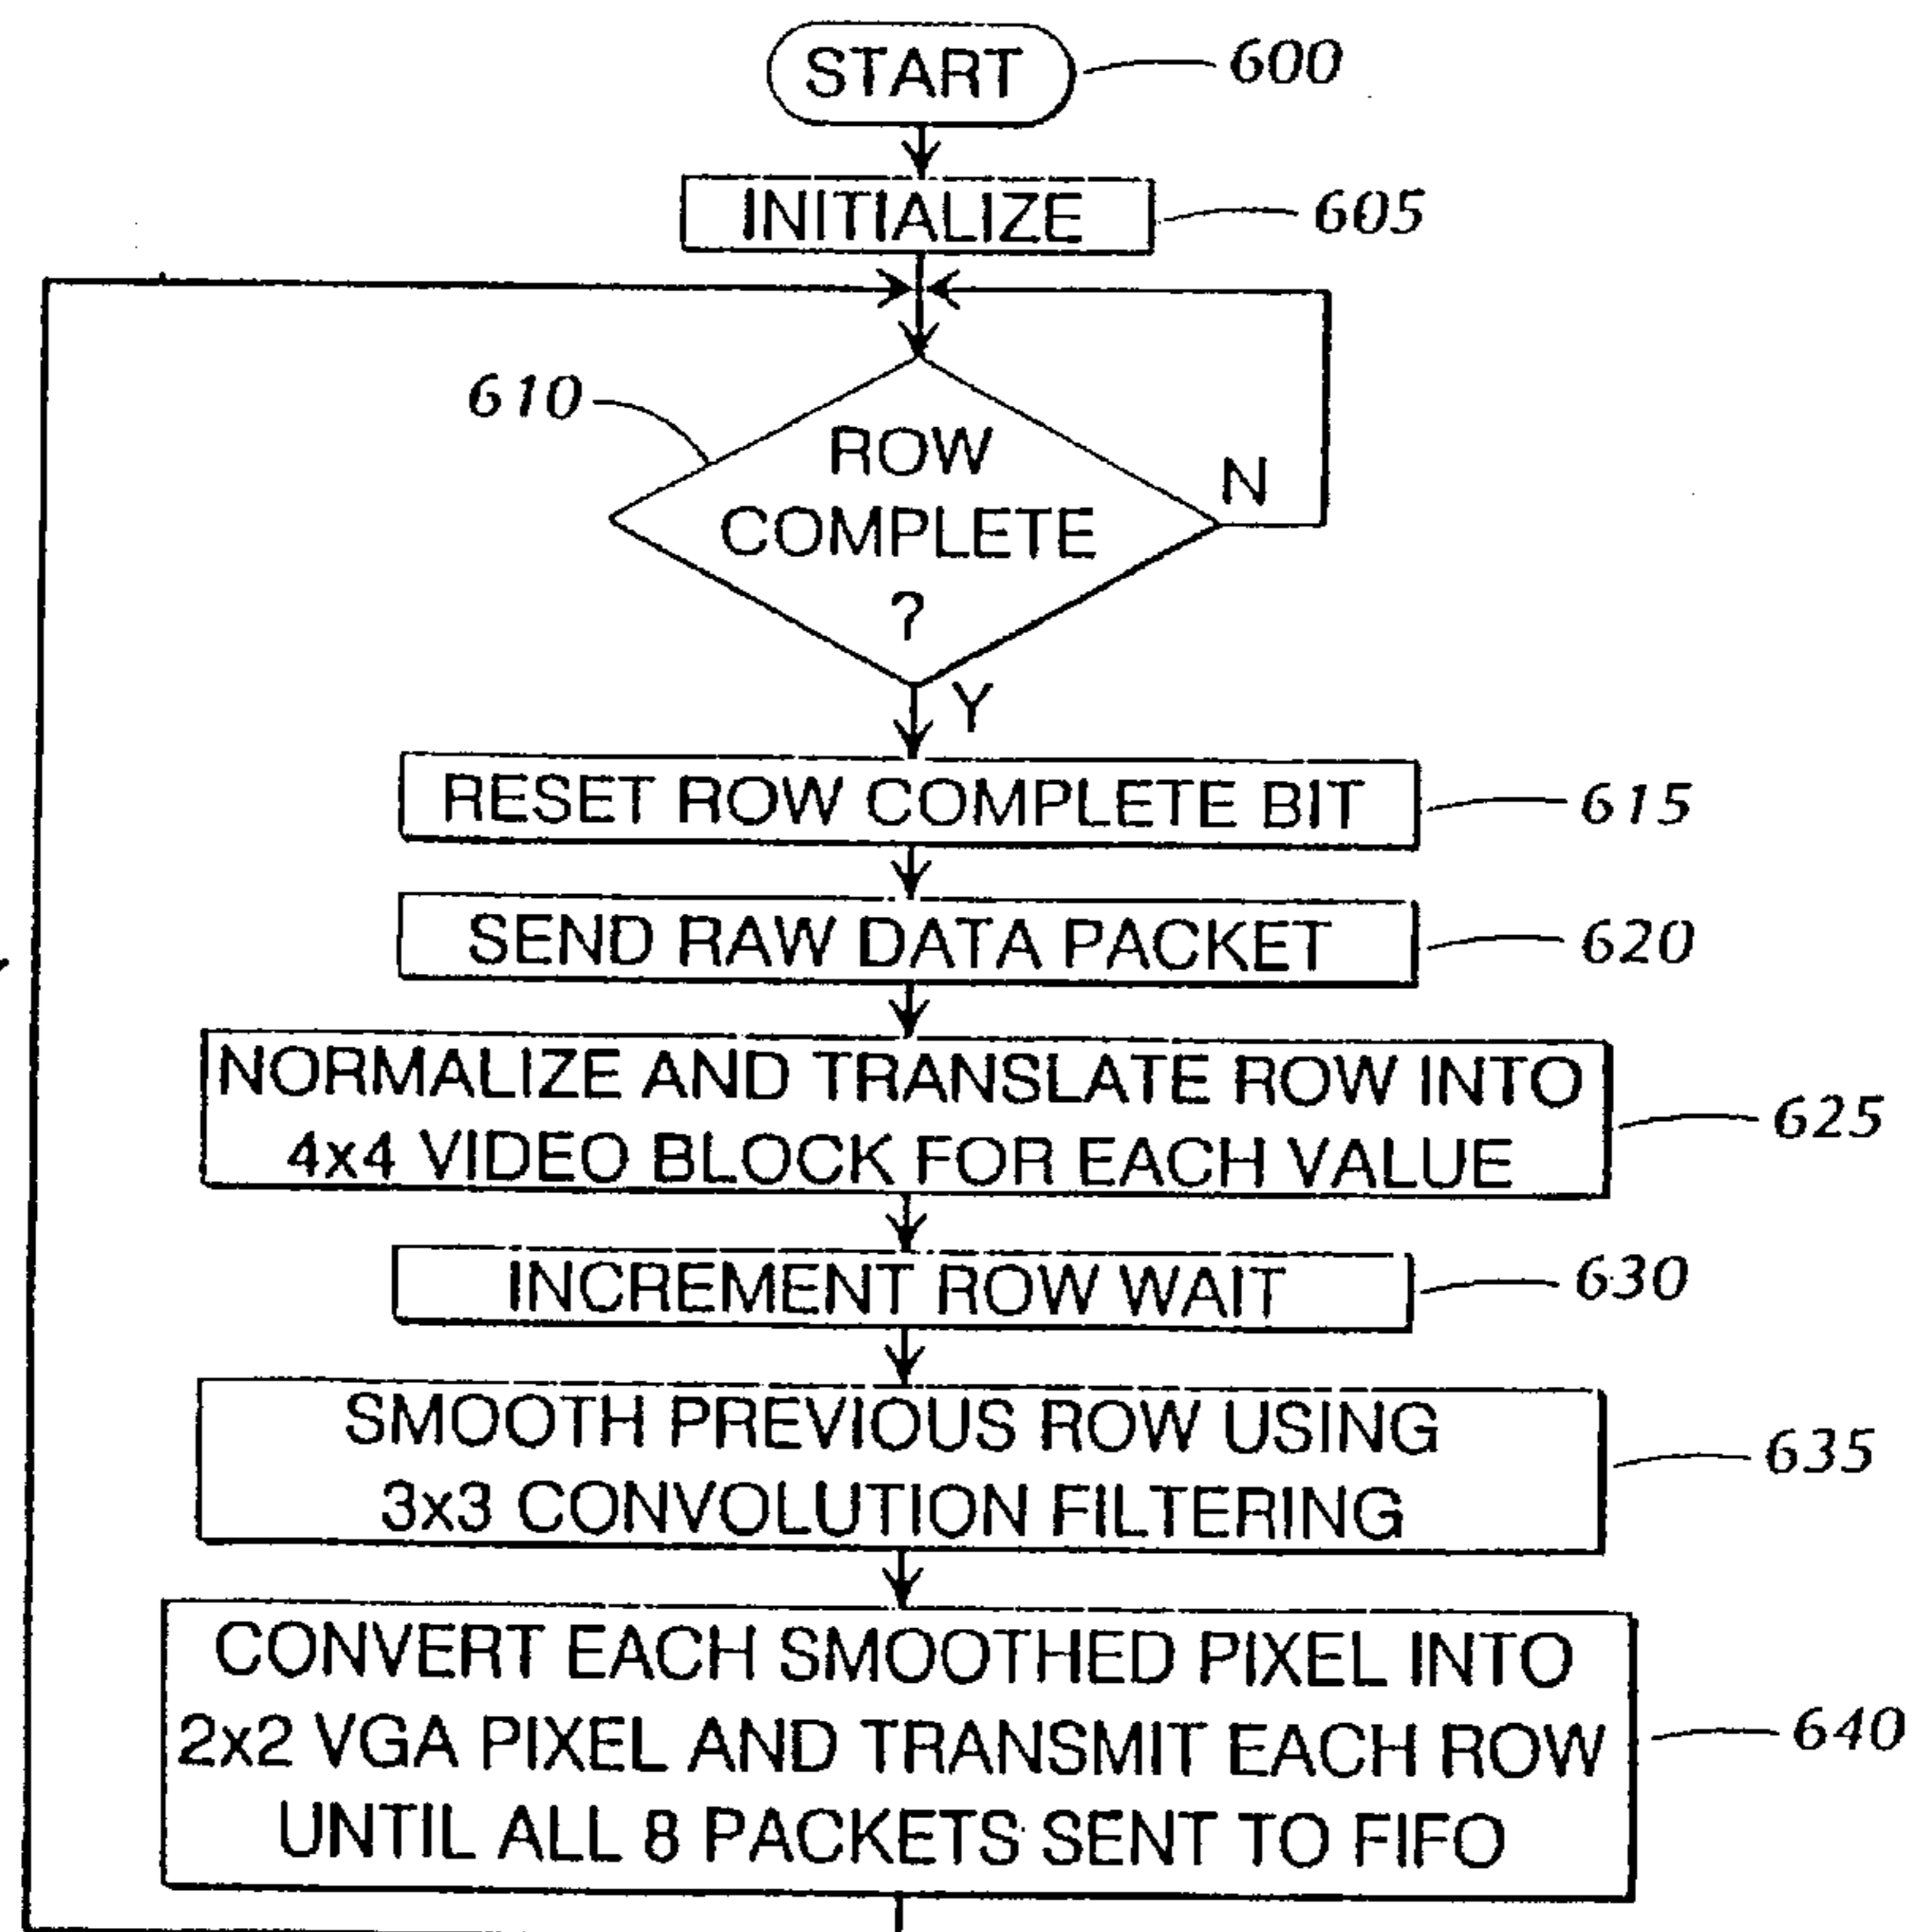 START
600
INITIALIZE
605
610
ROW
COMPLETE
?
N
Y
RESET ROW COMPLETE BIT
615
SEND RAW DATA PACKET
620
NORMALIZE AND TRANSLATE ROW INTO
4x4 VIDEO BLOCK FOR EACH VALUE
625
INCREMENT ROW WAIT
630
SMOOTH PREVIOUS ROW USING
3x3 CONVOLUTION FILTERING
635
CONVERT EACH SMOOTHED PIXEL INTO
2x2 VGA PIXEL AND TRANSMIT EACH ROW
UNTIL ALL 8 PACKETS SENT TO FIFO
640